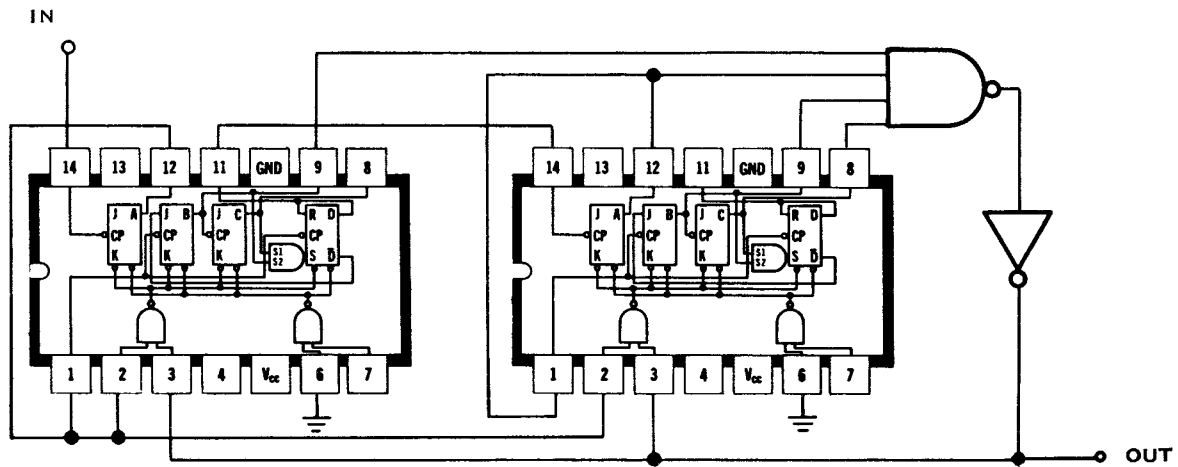 IN
14 13 12 11 GND 9 8
14 13 12 11 GND 9 8
J A J B J C R D
CP CP CP CP
K K K S D̅
S1
S2
J A J B J C R D
CP CP CP CP
K K K S D̅
S1
S2
1 2 3 4 Vcc 6 7
1 2 3 4 Vcc 6 7
OUT